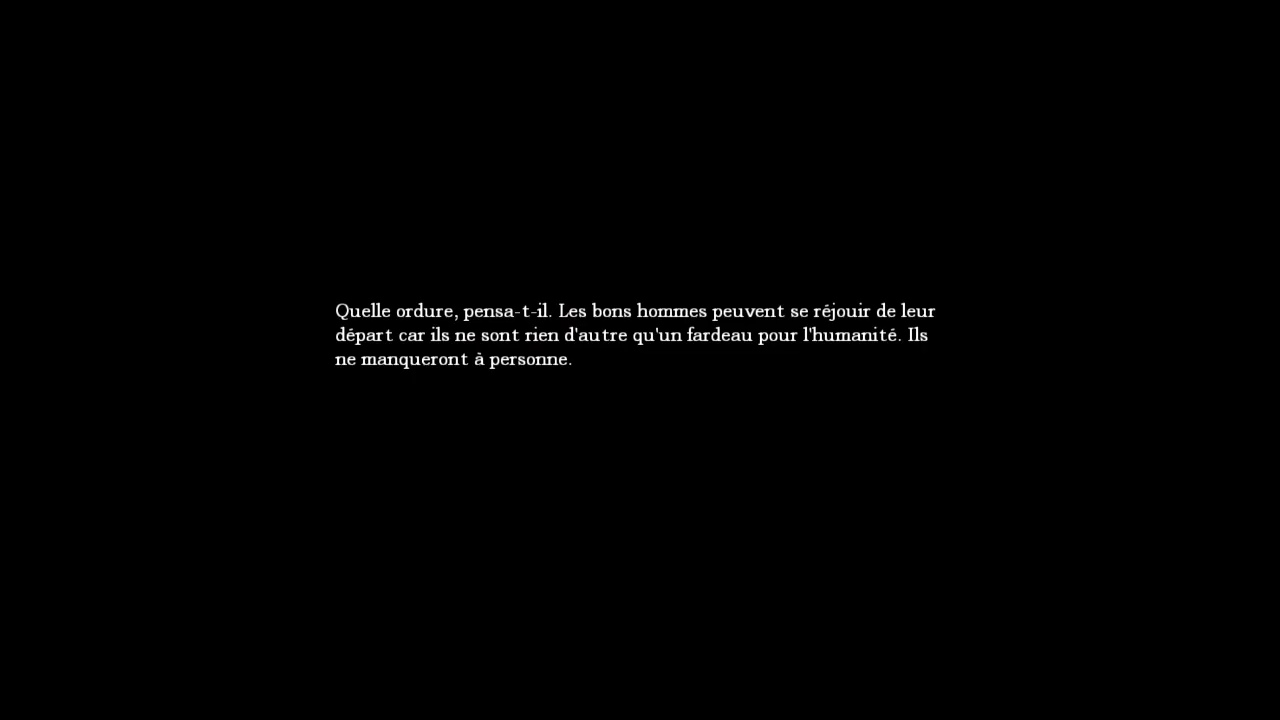 Quelle ordure, pensa-t-il. Les bons hommes peuvent se réjouir de leur
départ car ils ne sont rien d'autre qu'un fardeau pour l'humanité. Ils
ne manqueront à personne.